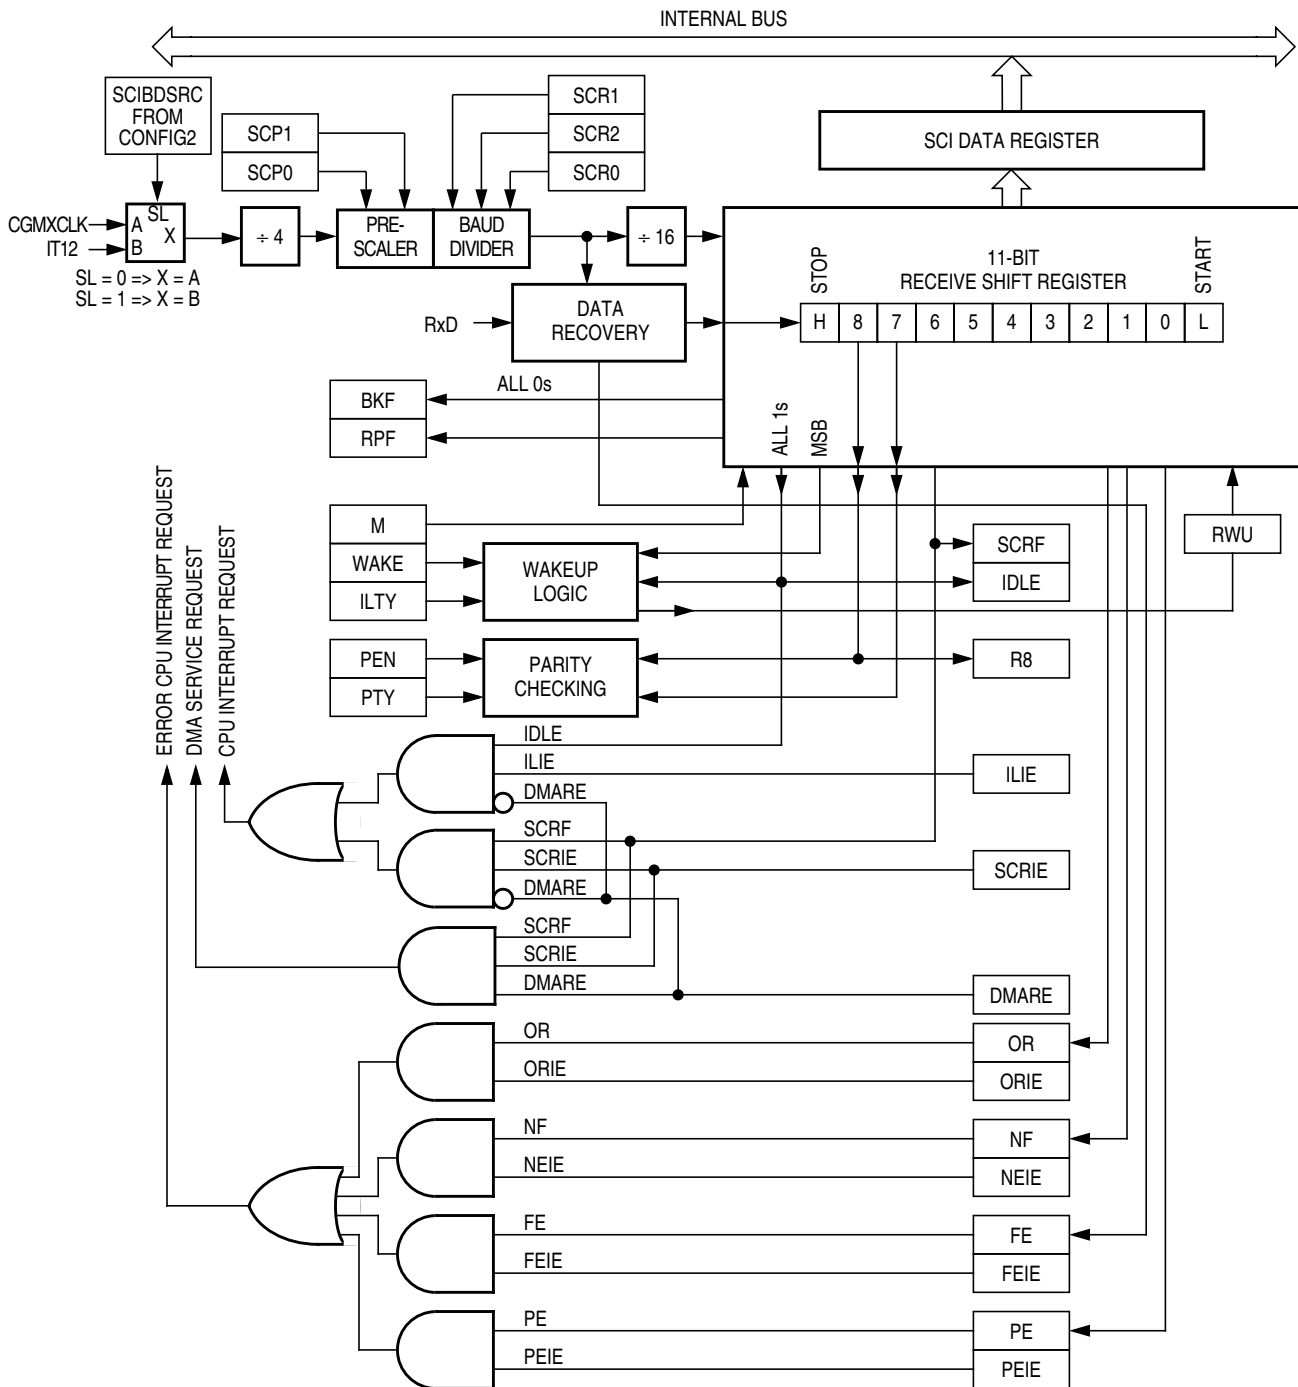 INTERNAL BUS
SCIBDSRC
FROM
CONFIG2
SCR1
SCP1
SCR2
SCP0
SCR0
SCI DATA REGISTER
CGMXCLK
IT12
SL
A
X
B
÷ 4
PRE-
SCALER
BAUD
DIVIDER
÷ 16
SL = 0 => X = A
SL = 1 => X = B
STOP
11-BIT
RECEIVE SHIFT REGISTER
START
RxD
DATA
RECOVERY
H 8 7 6 5 4 3 2 1 0 L
ALL 0s
BKF
RPF
ALL 1s
MSB
M
WAKE
ILTY
WAKEUP
LOGIC
SCRF
IDLE
RWU
PEN
PTY
PARITY
CHECKING
R8
ERROR CPU INTERRUPT REQUEST
DMA SERVICE REQUEST
CPU INTERRUPT REQUEST
IDLE
ILIE
ILIE
DMARE
SCRF
SCRIE
SCRIE
DMARE
SCRF
SCRIE
DMARE
DMARE
OR
OR
ORIE
ORIE
NF
NF
NEIE
NEIE
FE
FE
FEIE
FEIE
PE
PE
PEIE
PEIE